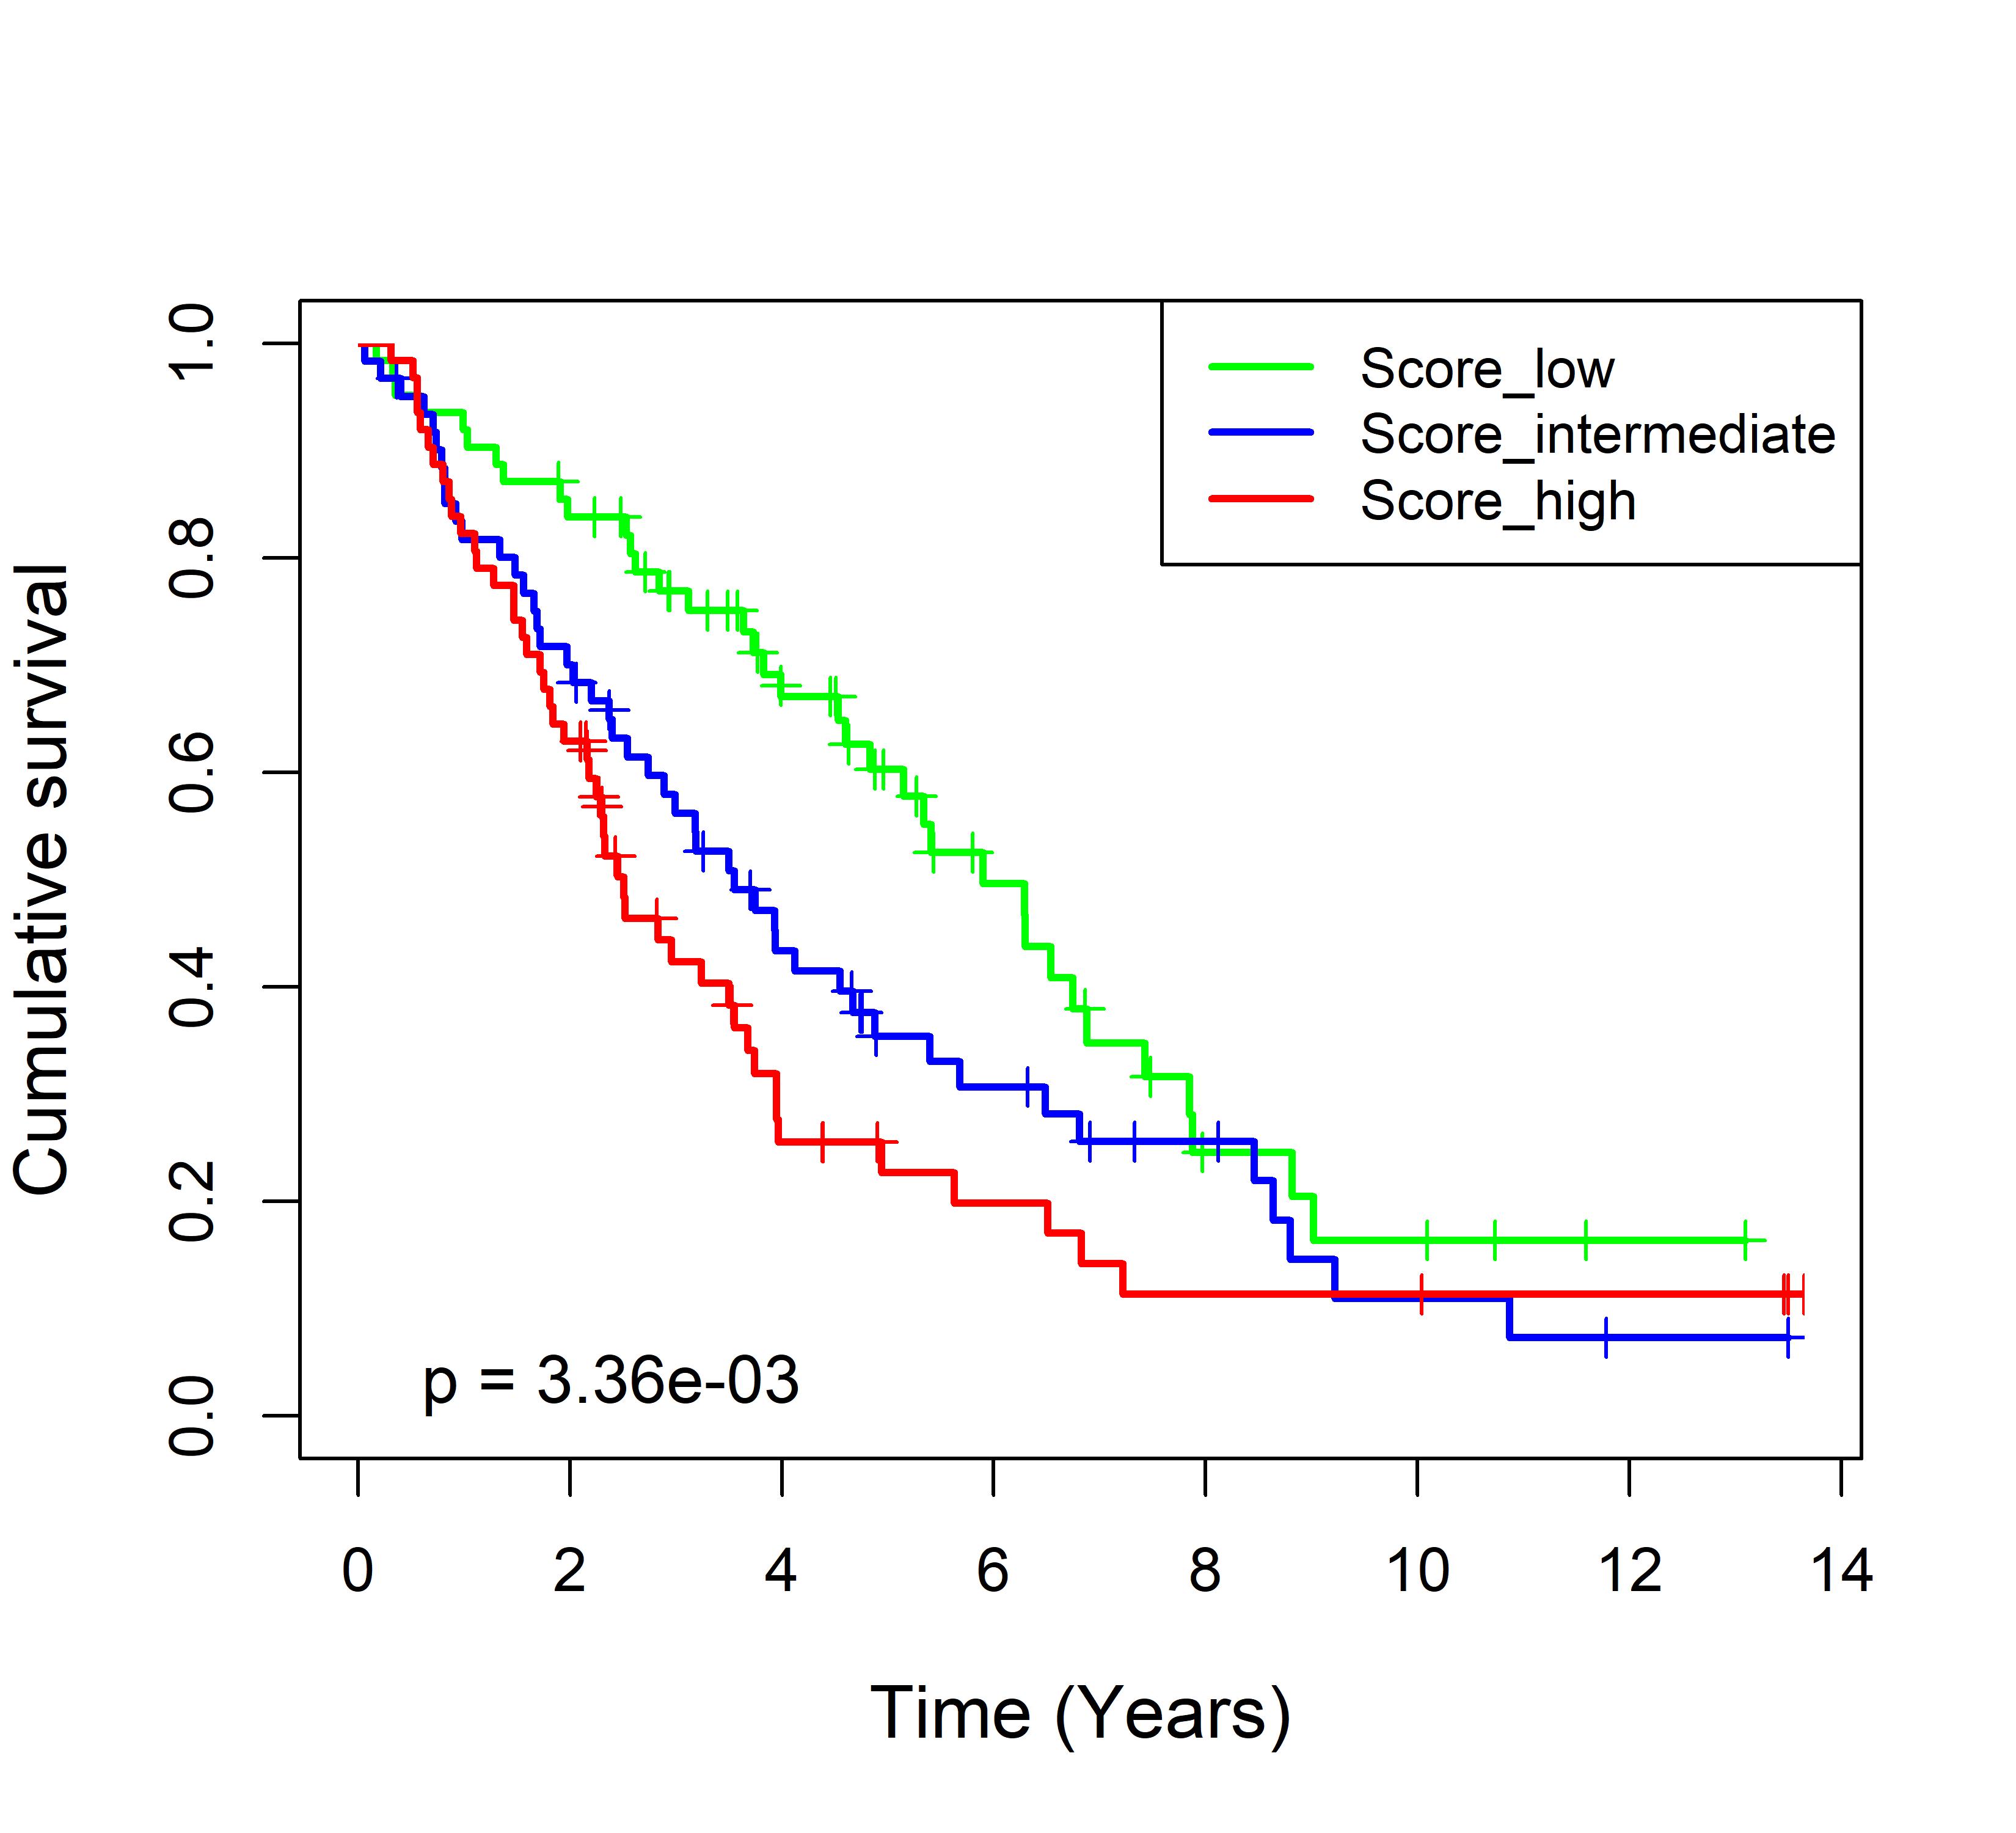 Cumulative survival
1.0
0.8
0.6
0.4
0.2
0.0
Score_low
Score_intermediate
Score_high
p = 3.36e-03
0 2 4 6 8 10 12 14
Time (Years)